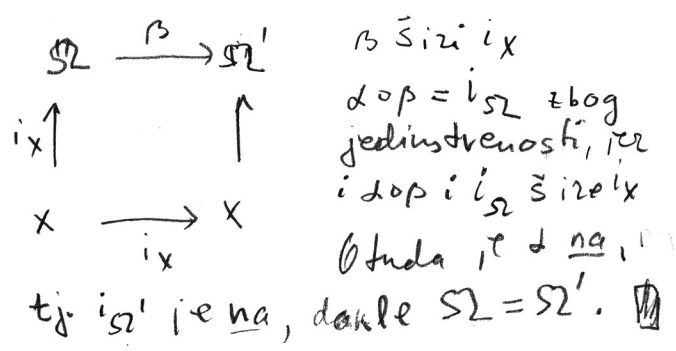 Ω β Ω' β širi i_X
i_X α∘β = i_Ω zbog
jedinstvenosti, jer
X X i α∘β i i_Ω šire i_X
i_X Otuda je α na,
tj. i_Ω' je na, dakle Ω = Ω'.